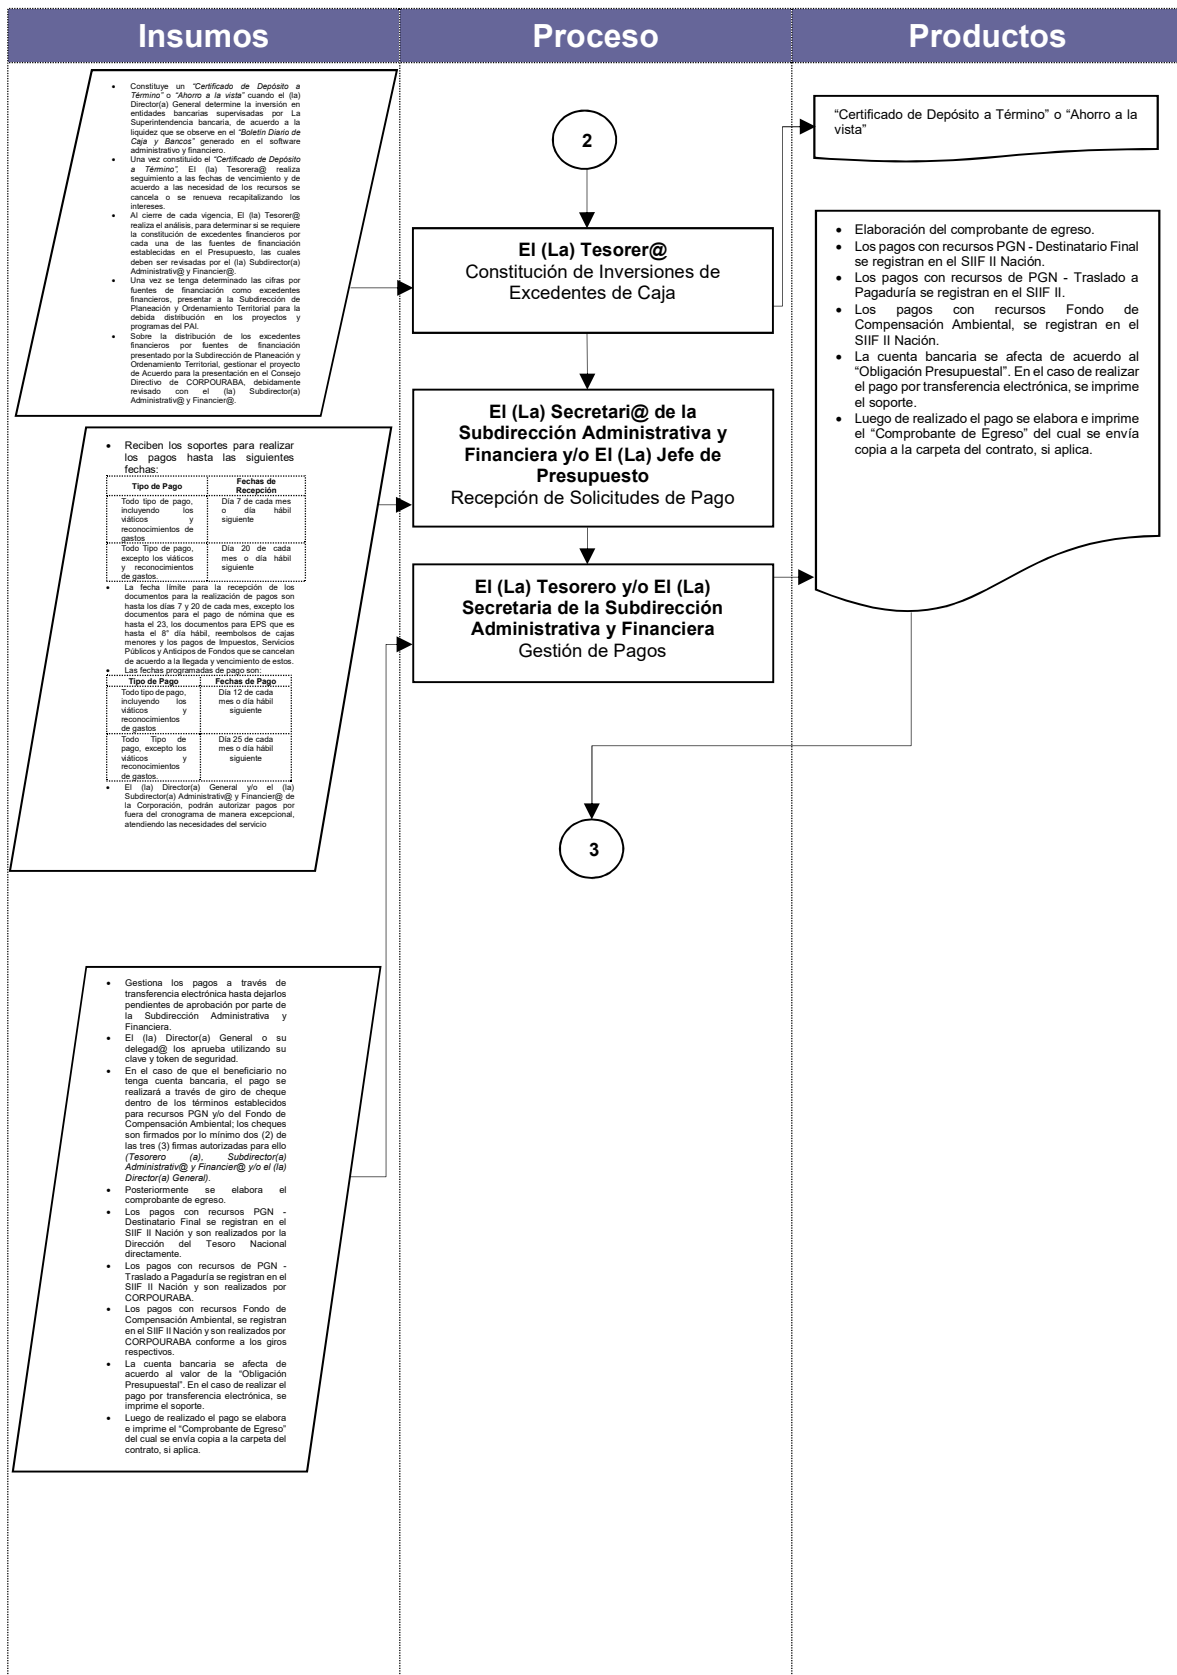 Insumos
Proceso
Productos
• Constituye un "Certificado de Depósito a
Término" o "Ahorro a la vista" cuando el (la)
Director(a) General determine la inversión en
entidades bancarias supervisadas por La
Superintendencia bancaria, de acuerdo a la
liquidez que se observe en el "Boletín Diario de
Caja y Bancos" generado en el software
administrativo y financiero.
• Una vez constituido el "Certificado de Depósito
a Término", El (la) Tesorera@ realiza
seguimiento a las fechas de vencimiento y de
acuerdo a las necesidad de los recursos se
cancela o se renueva recapitalizando los
intereses.
• Al cierre de cada vigencia, El (la) Tesorer@
realiza el análisis, para determinar si se requiere
la constitución de excedentes financieros por
cada una de las fuentes de financiación
establecidas en el Presupuesto, las cuales
deben ser revisadas por el (la) Subdirector(a)
Administrativ@ y Financier@.
• Una vez se tenga determinado las cifras por
fuentes de financiación como excedentes
financieros, presentar a la Subdirección de
Planeación y Ordenamiento Territorial para la
debida distribución en los proyectos y
programas del PAI.
• Sobre la distribución de los excedentes
financieros por fuentes de financiación
presentado por la Subdirección de Planeación y
Ordenamiento Territorial, gestionar el proyecto
de Acuerdo para la presentación en el Consejo
Directivo de CORPOURABA, debidamente
revisado con el (la) Subdirector(a)
Administrativ@ y Financier@.
2
"Certificado de Depósito a Término" o "Ahorro a la
vista"
El (La) Tesorer@
Constitución de Inversiones de
Excedentes de Caja
• Elaboración del comprobante de egreso.
• Los pagos con recursos PGN - Destinatario Final
se registran en el SIIF II Nación.
• Los pagos con recursos de PGN - Traslado a
Pagaduría se registran en el SIIF II.
• Los pagos con recursos Fondo de
Compensación Ambiental, se registran en el
SIIF II Nación.
• La cuenta bancaria se afecta de acuerdo al
"Obligación Presupuestal". En el caso de realizar
el pago por transferencia electrónica, se imprime
el soporte.
• Luego de realizado el pago se elabora e imprime
el "Comprobante de Egreso" del cual se envía
copia a la carpeta del contrato, si aplica.
• Reciben los soportes para realizar
los pagos hasta las siguientes
fechas:
Tipo de Pago
Fechas de
Recepción
Todo tipo de pago,
incluyendo los
viáticos y
reconocimientos de
gastos
Día 7 de cada mes
o día hábil
siguiente
Todo Tipo de pago,
excepto los viáticos
y reconocimientos
de gastos.
Día 20 de cada
mes o día hábil
siguiente
• La fecha límite para la recepción de los
documentos para la realización de pagos son
hasta los días 7 y 20 de cada mes, excepto los
documentos para el pago de nómina que es
hasta el 23, los documentos para EPS que es
hasta el 8° día hábil, reembolsos de cajas
menores y los pagos de Impuestos, Servicios
Públicos y Anticipos de Fondos que se cancelan
de acuerdo a la llegada y vencimiento de estos.
• Las fechas programadas de pago son:
Tipo de Pago
Fechas de Pago
Todo tipo de pago,
incluyendo los
viáticos y
reconocimientos
de gastos
Día 12 de cada
mes o día hábil
siguiente
Todo Tipo de
pago, excepto los
viáticos y
reconocimientos
de gastos.
Día 25 de cada
mes o día hábil
siguiente
• El (la) Director(a) General y/o el (la)
Subdirector(a) Administrativ@ y Financier@ de
la Corporación, podrán autorizar pagos por
fuera del cronograma de manera excepcional,
atendiendo las necesidades del servicio
El (La) Secretari@ de la
Subdirección Administrativa y
Financiera y/o El (La) Jefe de
Presupuesto
Recepción de Solicitudes de Pago
El (La) Tesorero y/o El (La)
Secretaria de la Subdirección
Administrativa y Financiera
Gestión de Pagos
3
• Gestiona los pagos a través de
transferencia electrónica hasta dejarlos
pendientes de aprobación por parte de
la Subdirección Administrativa y
Financiera.
• El (la) Director(a) General o su
delegad@ los aprueba utilizando su
clave y token de seguridad.
• En el caso de que el beneficiario no
tenga cuenta bancaria, el pago se
realizará a través de giro de cheque
dentro de los términos establecidos
para recursos PGN y/o del Fondo de
Compensación Ambiental; los cheques
son firmados por lo mínimo dos (2) de
las tres (3) firmas autorizadas para ello
(Tesorero (a), Subdirector(a)
Administrativ@ y Financier@ y/o el (la)
Director(a) General).
• Posteriormente se elabora el
comprobante de egreso.
• Los pagos con recursos PGN -
Destinatario Final se registran en el
SIIF II Nación y son realizados por la
Dirección del Tesoro Nacional
directamente.
• Los pagos con recursos de PGN -
Traslado a Pagaduría se registran en el
SIIF II Nación y son realizados por
CORPOURABA.
• Los pagos con recursos Fondo de
Compensación Ambiental, se registran
en el SIIF II Nación y son realizados por
CORPOURABA conforme a los giros
respectivos.
• La cuenta bancaria se afecta de
acuerdo al valor de la "Obligación
Presupuestal". En el caso de realizar el
pago por transferencia electrónica, se
imprime el soporte.
• Luego de realizado el pago se elabora
e imprime el "Comprobante de Egreso"
del cual se envía copia a la carpeta del
contrato, si aplica.